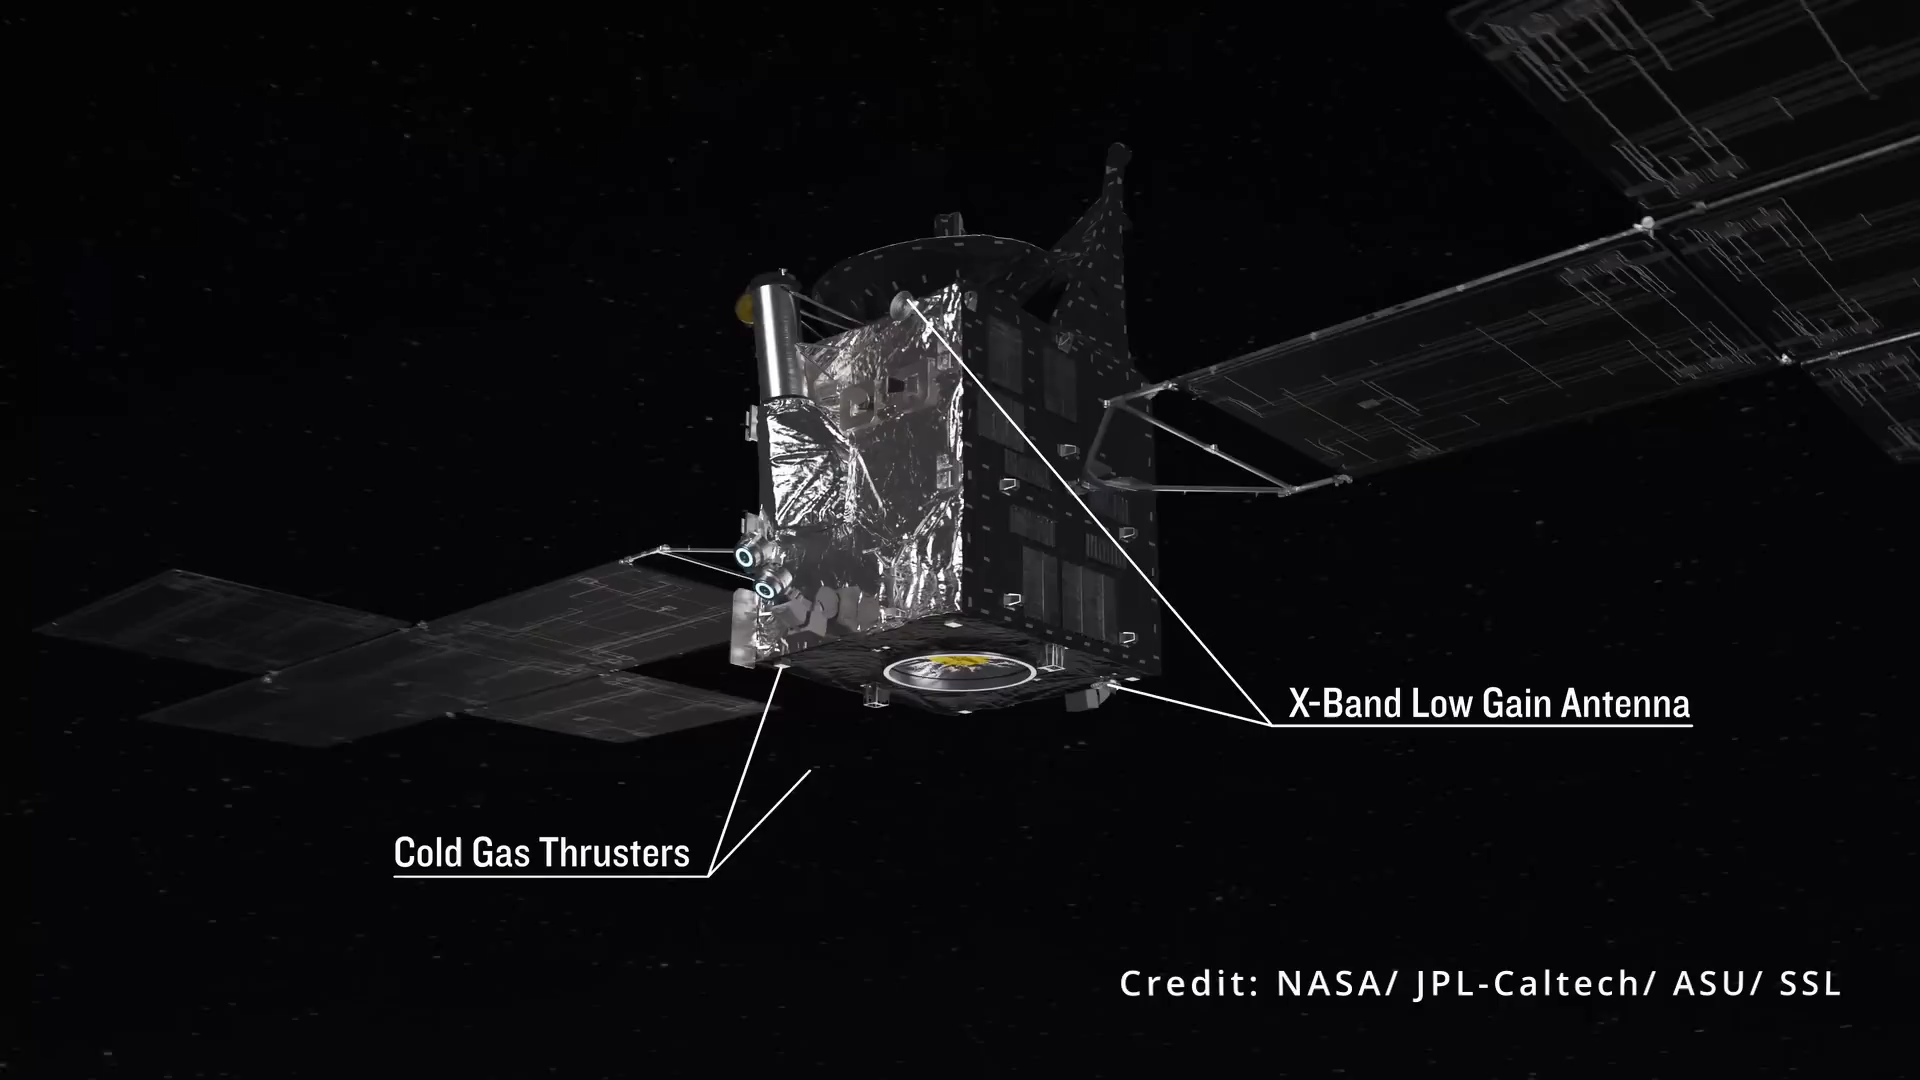 X-Band Low Gain Antenna
Cold Gas Thrusters
Credit: NASA/ JPL-Caltech/ ASU/ SSL